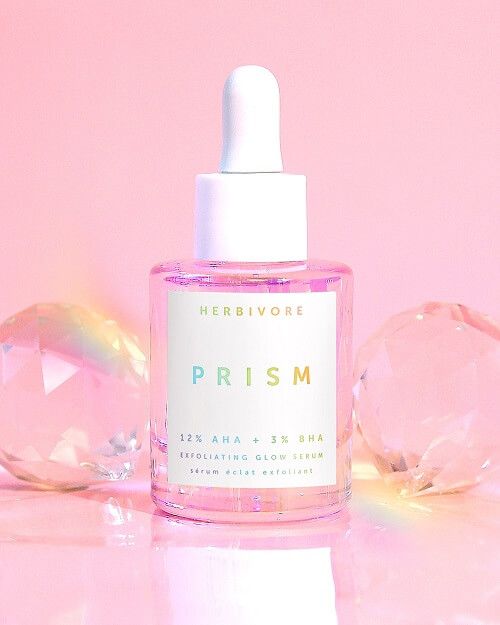 HERBIVORE
PRISM
12% AHA + 3% BHA
EXFOLIATING GLOW SERUM
sérum éclat exfoliant